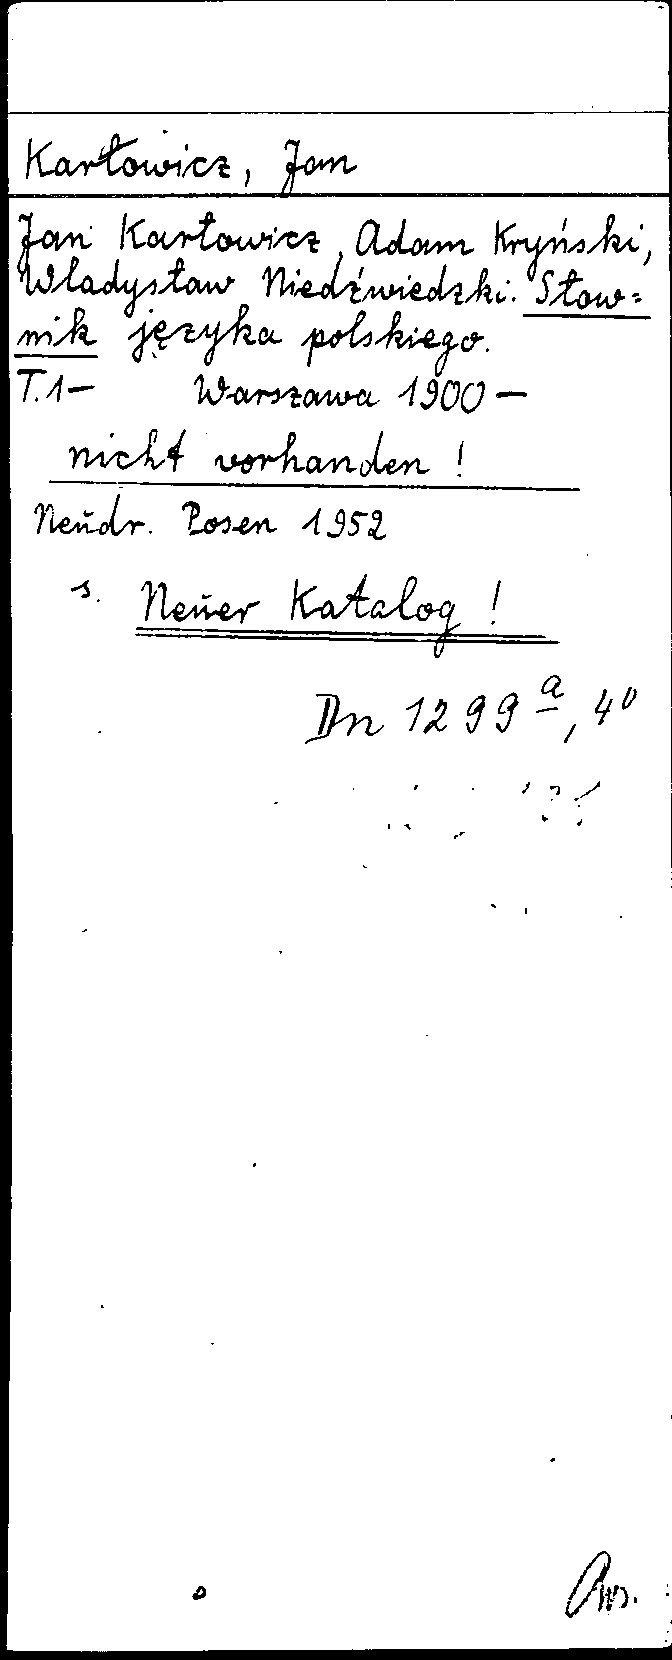 Karłowicz, Jan
Jan Karłowicz, Adam Kryński,
Władysław Niedźwiedzki. Słow=
nik języka polskiego.
T.1— Warszawa 1900—
nicht vorhanden!
Neudr. Posen 1952
s. Neuer Katalog!
Dn 1299 a, 4⁰